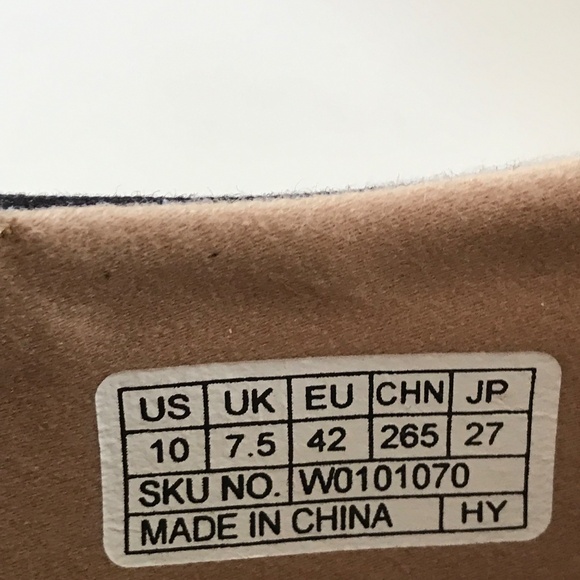 US UK EU CHN JP
10 7.5 42 265 27
SKU NO. W0101070
MADE IN CHINA HY